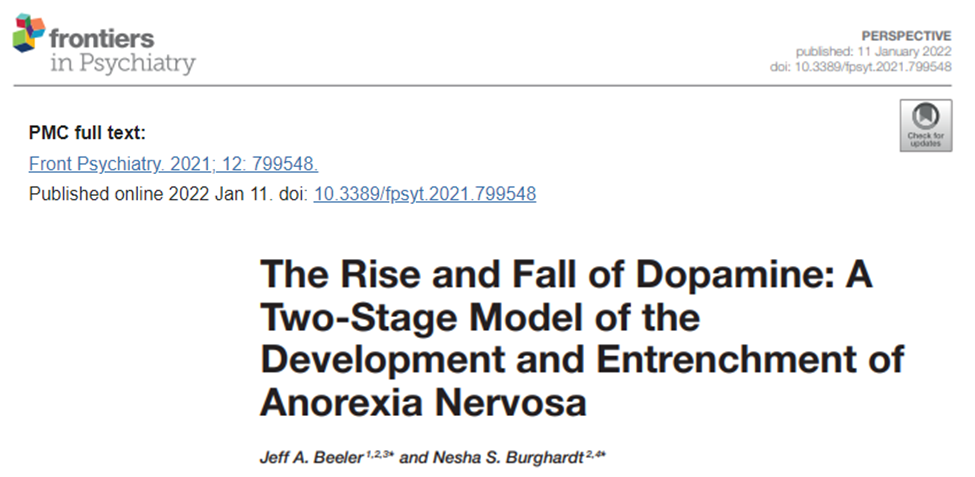 frontiers
in Psychiatry
PERSPECTIVE
published: 11 January 2022
doi: 10.3389/fpsyt.2021.799548
Check for
updates
PMC full text:
Front Psychiatry. 2021; 12: 799548.
Published online 2022 Jan 11. doi: 10.3389/fpsyt.2021.799548
The Rise and Fall of Dopamine: A
Two-Stage Model of the
Development and Entrenchment of
Anorexia Nervosa
Jeff A. Beeler 1,2,3* and Nesha S. Burghardt 2,4*